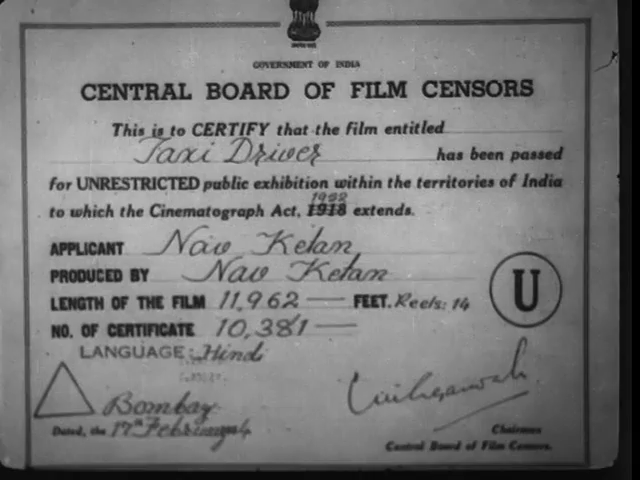 GOVERNMENT OF INDIA
CENTRAL BOARD OF FILM CENSORS
This is to CERTIFY that the film entitled
Taxi Driver has been passed
for UNRESTRICTED public exhibition within the territories of India
1952
to which the Cinematograph Act, 1918 extends.
APPLICANT Nav Ketan
PRODUCED BY Nav Ketan
LENGTH OF THE FILM 11,962 — FEET. Reels: 14
U
NO. OF CERTIFICATE 10,381 —
LANGUAGE: Hindi
Bombay
Dated, the 17th February
Chairman
Central Board of Film Censors.